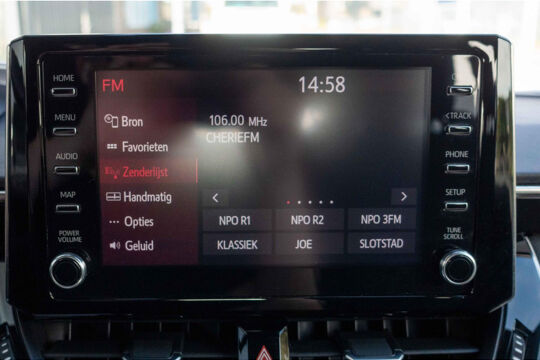 HOME
MENU
AUDIO
MAP
POWER
VOLUME
FM
14:58
Bron
Favorieten
Zenderlijst
Handmatig
Opties
Geluid
106.00 MHz
CHERIEFM
NPO R1
NPO R2
NPO 3FM
KLASSIEK
JOE
SLOTSTAD
<TRACK
PHONE
SETUP
TUNE
SCROLL